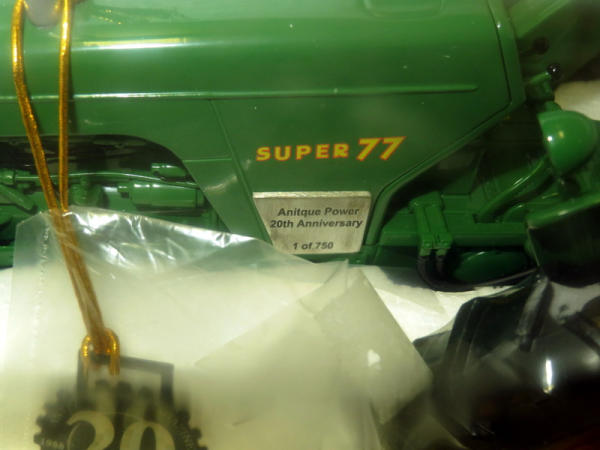 SUPER 77
Anitque Power
20th Anniversary
1 of 750
20